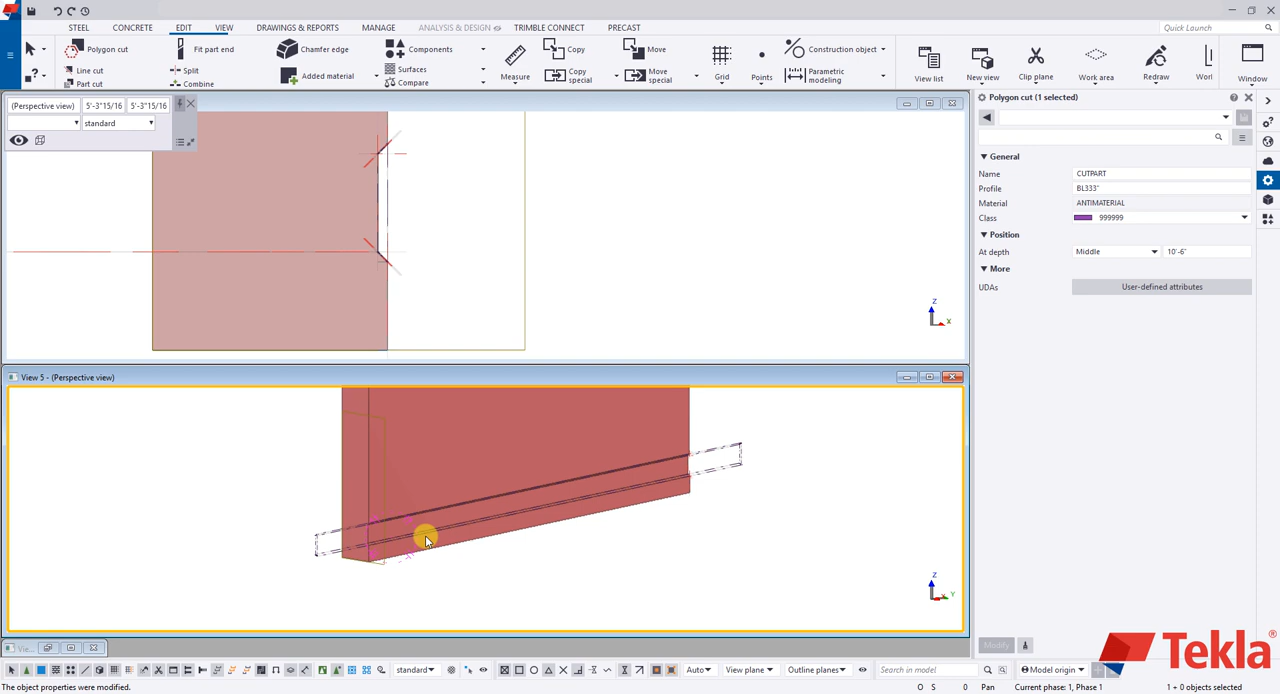 STEEL CONCRETE EDIT VIEW DRAWINGS & REPORTS MANAGE ANALYSIS & DESIGN TRIMBLE CONNECT PRECAST Quick Launch
Polygon cut Fit part end Chamfer edge Components Copy Move Construction object
Line cut Split Added material Surfaces Measure Copy special Move special Grid Points Parametric modeling View list New view Clip plane Work area Redraw Worl Window
Part cut Combine Compare
(Perspective view) 5'-3"15/16 5'-3"15/16
standard
Polygon cut (1 selected)
General
Name CUTPART
Profile BL333"
Material ANTIMATERIAL
Class 999999
Position
At depth Middle 10'-6"
More
UDAs User-defined attributes
Z
X
View 5 - (Perspective view)
Z
X Y
Modify
Tekla®
Vie...
standard Auto View plane Outline planes Search in model Model origin
The object properties were modified. O S 0 Pan Current phase: 1, Phase 1 1 + 0 objects selected